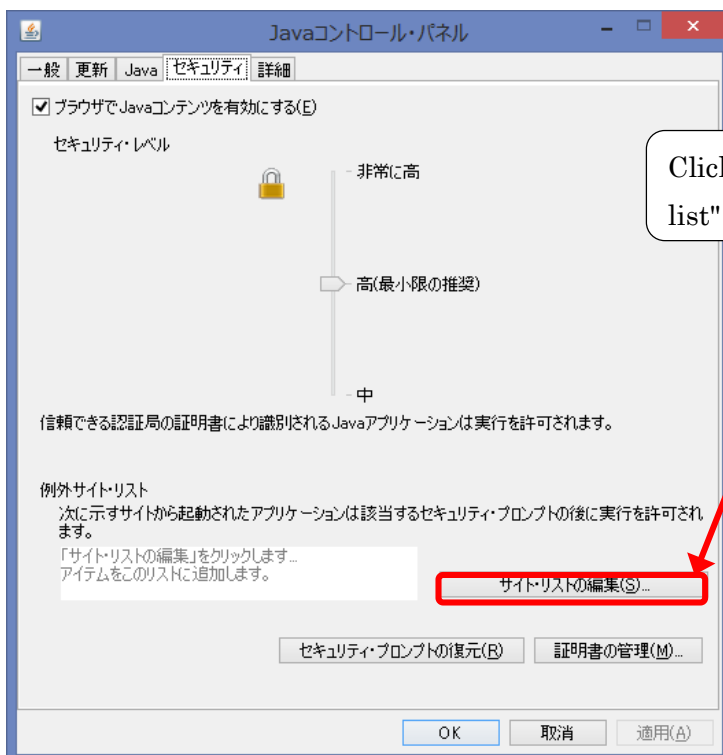 Javaコントロール・パネル
一般 更新 Java セキュリティ 詳細
ブラウザでJavaコンテンツを有効にする(E)
セキュリティ・レベル
非常に高
list"
高(最小限の推奨)
中
信頼できる認証局の証明書により識別されるJavaアプリケーションは実行を許可されます。
例外サイト・リスト
次に示すサイトから起動されたアプリケーションは該当するセキュリティ・プロンプトの後に実行を許可され
ます。
「サイト・リストの編集」をクリックします...
アイテムをこのリストに追加します。
サイト・リストの編集(S)...
セキュリティ・プロンプトの復元(R) 証明書の管理(M)...
OK 取消 適用(A)